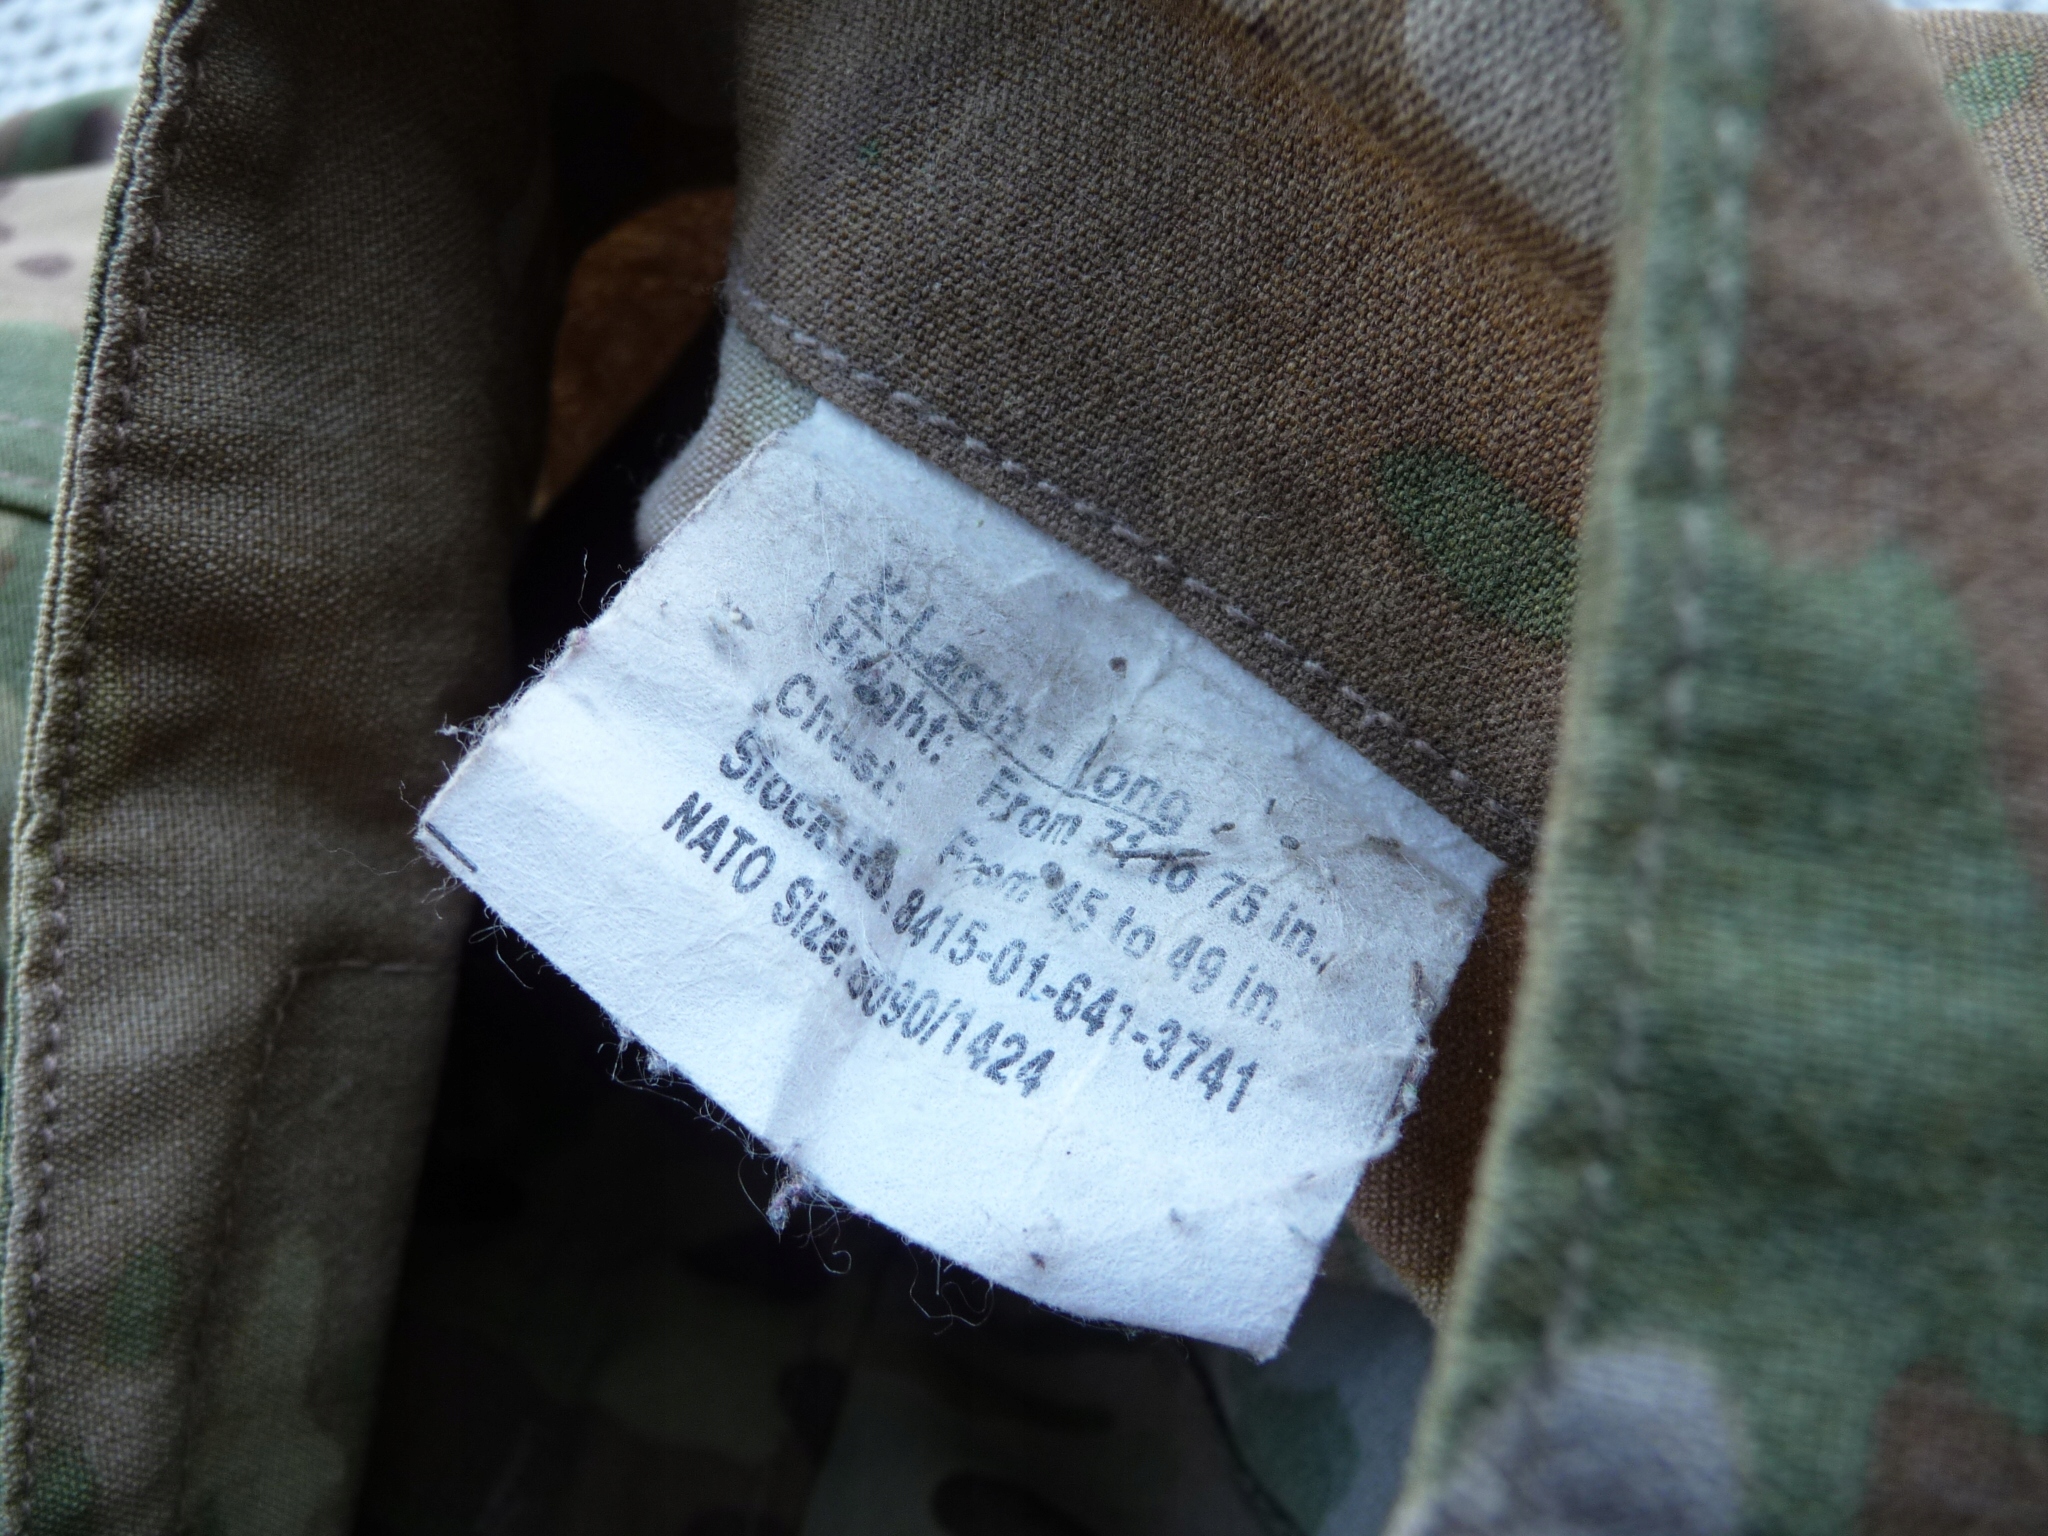 X-Large - Long
Height: From 71 to 75 in.
Chest: From 45 to 49 in.
Stock no. 8415-01-641-3741
NATO Size: 8090/1424